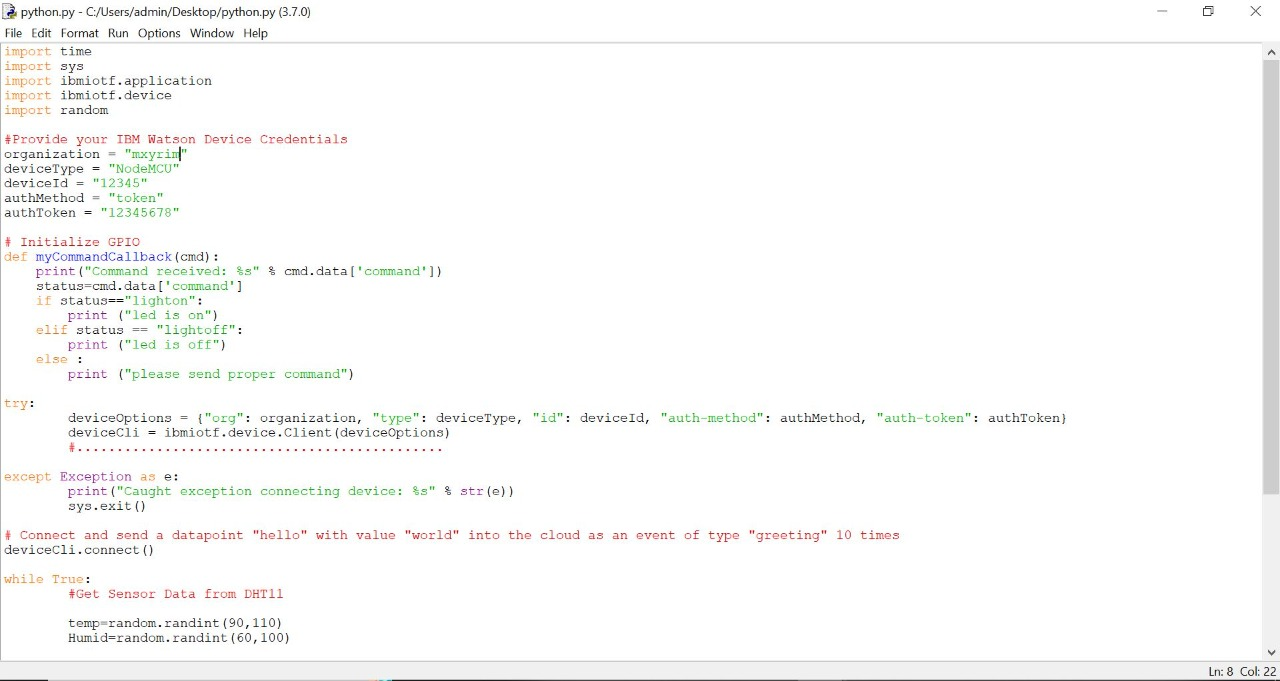 python.py - C:/Users/admin/Desktop/python.py (3.7.0)
File Edit Format Run Options Window Help
import time
import sys
import ibmiotf.application
import ibmiotf.device
import random

#Provide your IBM Watson Device Credentials
organization = "mxyrim"
deviceType = "NodeMCU"
deviceId = "12345"
authMethod = "token"
authToken = "12345678"

# Initialize GPIO
def myCommandCallback(cmd):
    print("Command received: %s" % cmd.data['command'])
    status=cmd.data['command']
    if status=="lighton":
        print ("led is on")
    elif status == "lightoff":
        print ("led is off")
    else :
        print ("please send proper command")

try:
        deviceOptions = {"org": organization, "type": deviceType, "id": deviceId, "auth-method": authMethod, "auth-token": authToken}
        deviceCli = ibmiotf.device.Client(deviceOptions)
        #..............................................

except Exception as e:
        print("Caught exception connecting device: %s" % str(e))
        sys.exit()

# Connect and send a datapoint "hello" with value "world" into the cloud as an event of type "greeting" 10 times
deviceCli.connect()

while True:
        #Get Sensor Data from DHT11

        temp=random.randint(90,110)
        Humid=random.randint(60,100)
Ln: 8 Col: 22